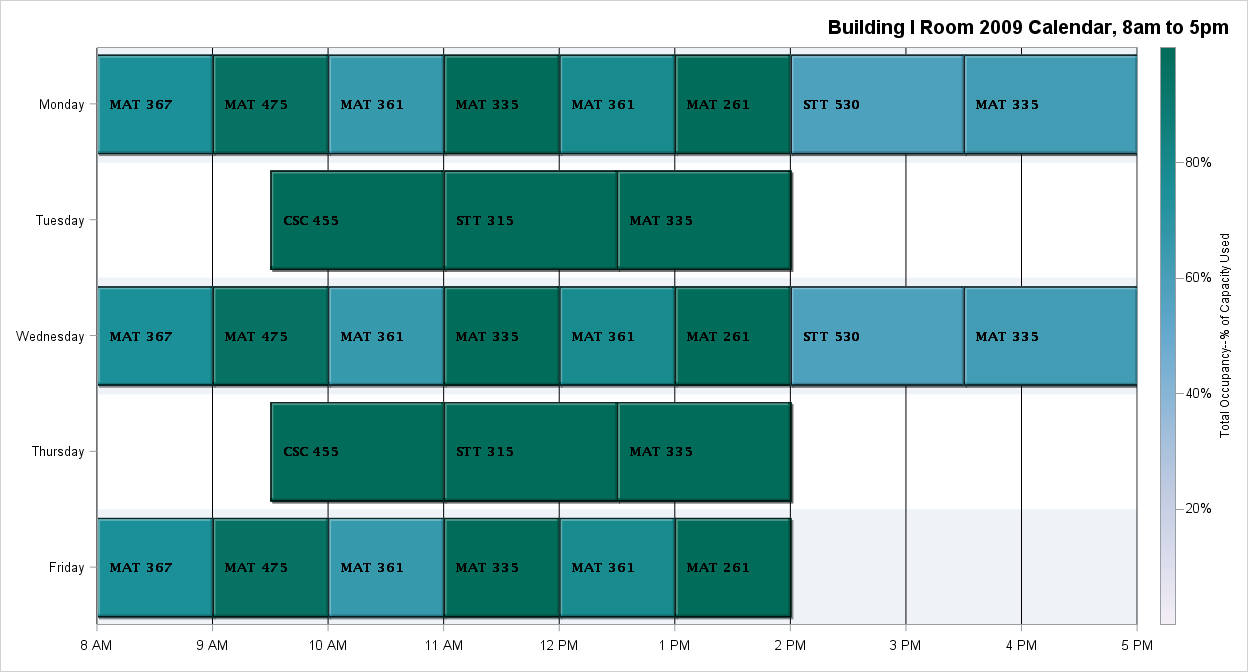 Building I Room 2009 Calendar, 8am to 5pm
Monday
MAT 367
MAT 475
MAT 361
MAT 335
MAT 361
MAT 261
STT 530
MAT 335
Tuesday
CSC 455
STT 315
MAT 335
Wednesday
MAT 367
MAT 475
MAT 361
MAT 335
MAT 361
MAT 261
STT 530
MAT 335
Thursday
CSC 455
STT 315
MAT 335
Friday
MAT 367
MAT 475
MAT 361
MAT 335
MAT 361
MAT 261
8 AM
9 AM
10 AM
11 AM
12 PM
1 PM
2 PM
3 PM
4 PM
5 PM
80%
60%
40%
20%
Total Occupancy--% of Capacity Used